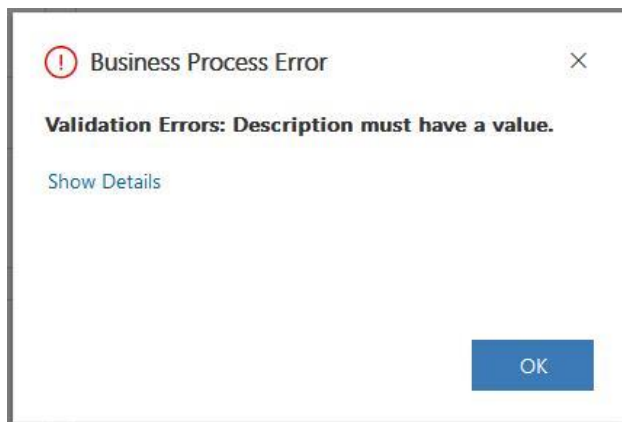 Business Process Error
Validation Errors: Description must have a value.
Show Details
OK